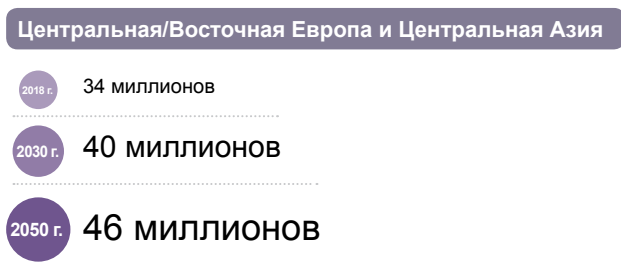 Центральная/Восточная Европа и Центральная Азия
2018 г. 34 миллионов
2030 г. 40 миллионов
2050 г. 46 миллионов